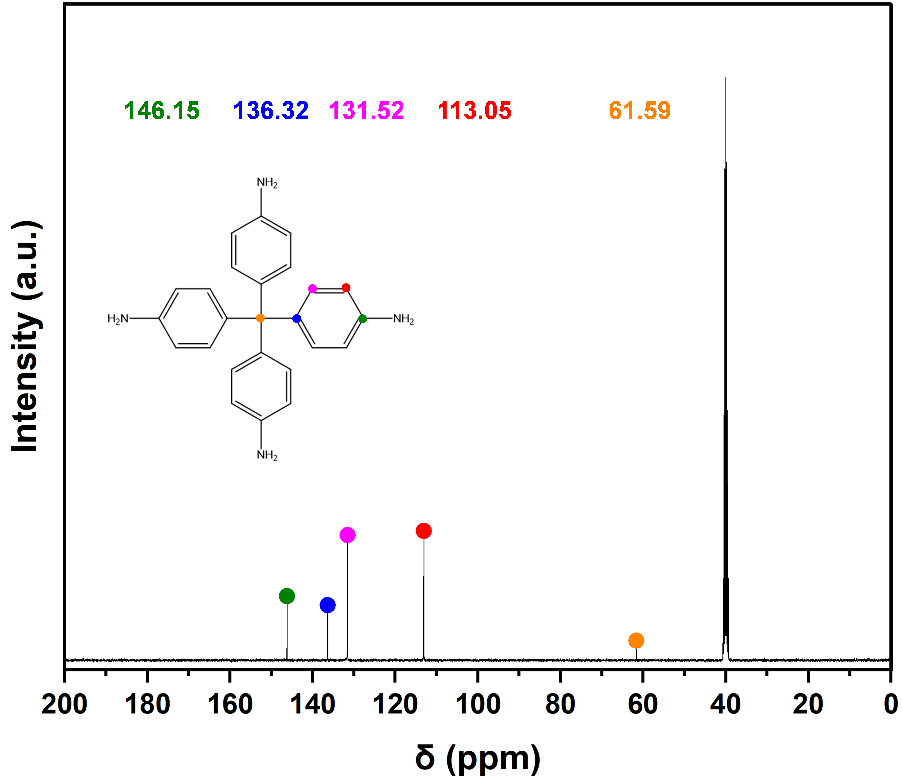 146.15 136.32 131.52 113.05 61.59
NH₂
H₂N NH₂
NH₂
Intensity (a.u.)
200 180 160 140 120 100 80 60 40 20 0
δ (ppm)